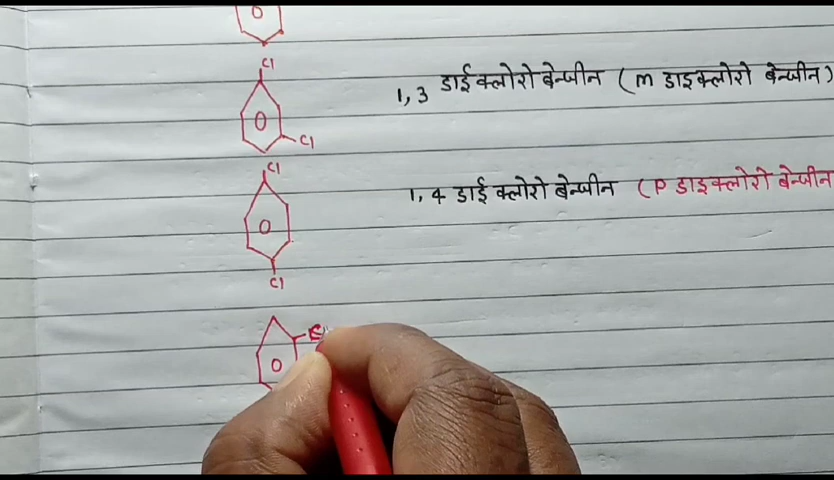 Cl
1, 3 डाईक्लोरो बेन्जीन (m डाइक्लोरो बेन्जीन)
Cl
Cl
1, 4 डाई क्लोरो बेन्जीन (P डाइक्लोरो बेन्जीन
Cl